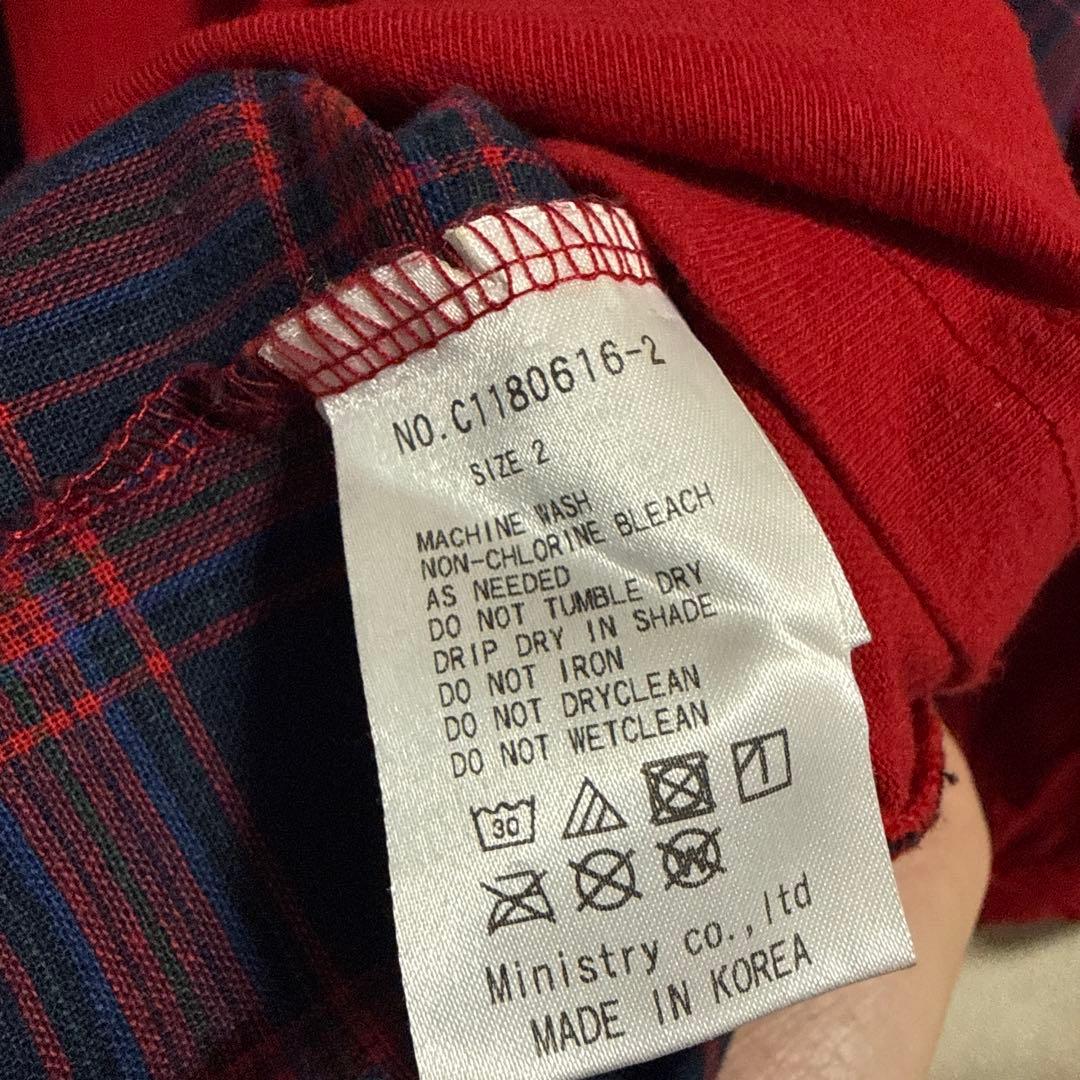 NO.C1180616-2
SIZE 2
MACHINE WASH
NON-CHLORINE BLEACH
AS NEEDED
DO NOT TUMBLE DRY
DRIP DRY IN SHADE
DO NOT IRON
DO NOT DRYCLEAN
DO NOT WETCLEAN
30
W
Ministry co.,ltd
MADE IN KOREA